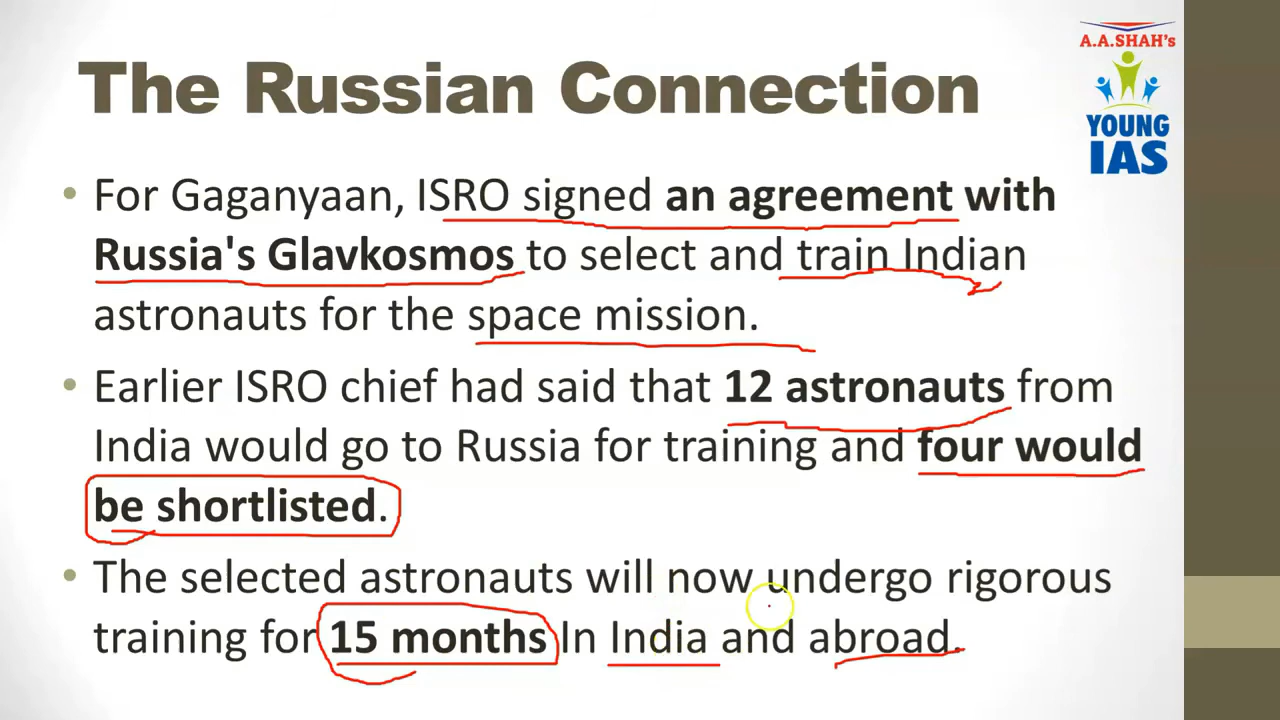 A.A.SHAH's
YOUNG
IAS
The Russian Connection
• For Gaganyaan, ISRO signed an agreement with
Russia's Glavkosmos to select and train Indian
astronauts for the space mission.
• Earlier ISRO chief had said that 12 astronauts from
India would go to Russia for training and four would
be shortlisted.
• The selected astronauts will now undergo rigorous
training for 15 months In India and abroad.